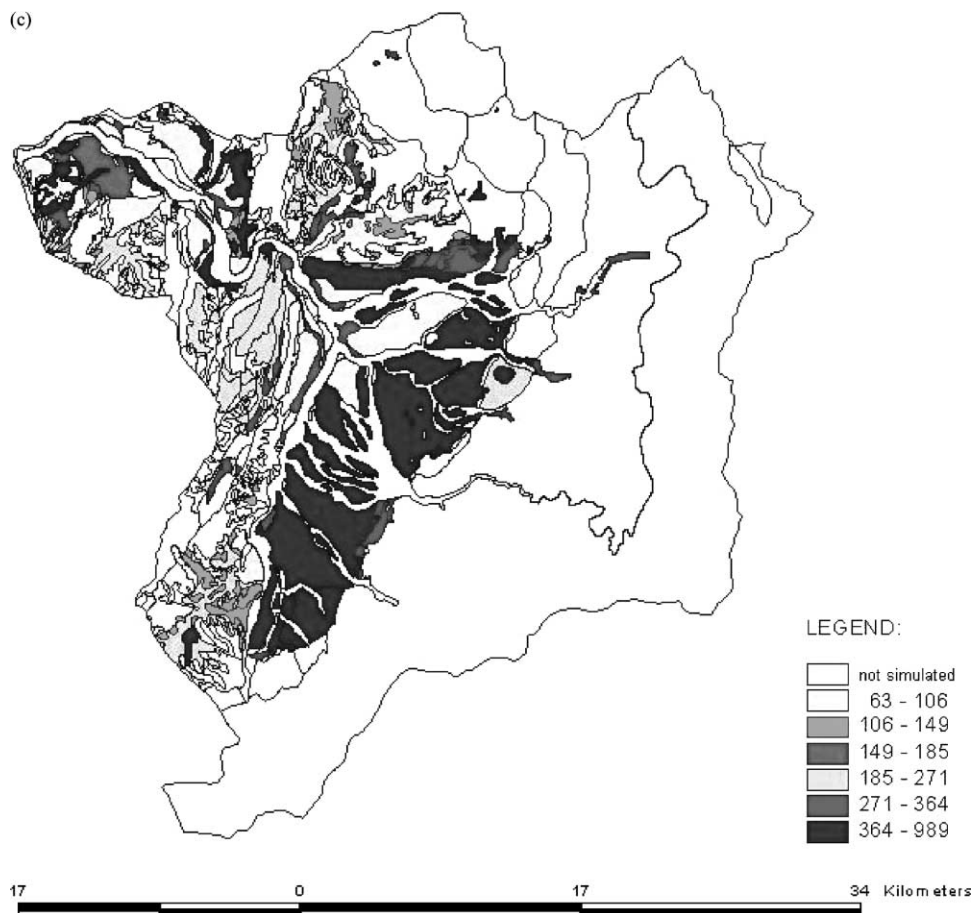 (c)
LEGEND:
not simulated
63 - 106
106 - 149
149 - 185
185 - 271
271 - 364
364 - 989
17 0 17 34 Kilometers